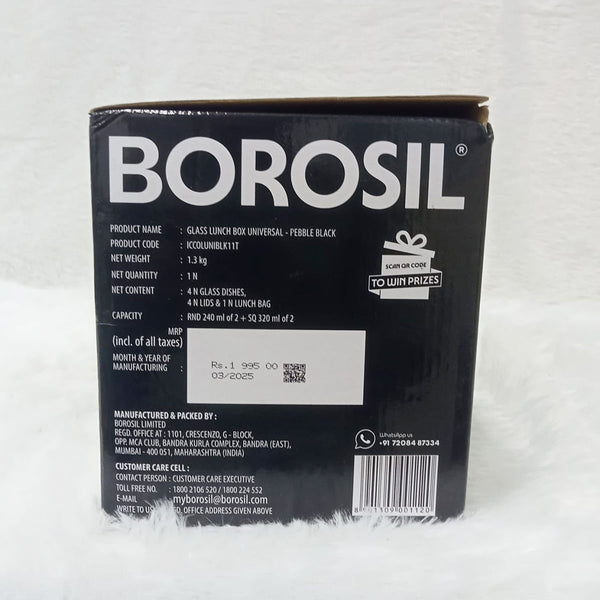 BOROSIL®
PRODUCT NAME : GLASS LUNCH BOX UNIVERSAL - PEBBLE BLACK
PRODUCT CODE : ICCOLUNIBLK11T
NET WEIGHT : 1.3 kg
NET QUANTITY : 1 N
NET CONTENT : 4 N GLASS DISHES,
4 N LIDS & 1 N LUNCH BAG
CAPACITY : RND 240 ml of 2 + SQ 320 ml of 2
MRP
(incl. of all taxes) :
MONTH & YEAR OF
MANUFACTURING :
Rs.1 995 00
03/2025
SCAN QR CODE
TO WIN PRIZES
MANUFACTURED & PACKED BY :
BOROSIL LIMITED
REGD. OFFICE AT : 1101, CRESCENZO, G - BLOCK,
OPP. MCA CLUB, BANDRA KURLA COMPLEX, BANDRA (EAST),
MUMBAI - 400 051, MAHARASHTRA (INDIA)
CUSTOMER CARE CELL :
CONTACT PERSON : CUSTOMER CARE EXECUTIVE
TOLL FREE NO. : 1800 2106 520 / 1800 224 552
E-MAIL : myborosil@borosil.com
WRITE TO US OFFICE ADDRESS GIVEN ABOVE
WhatsApp us
+91 72084 87334